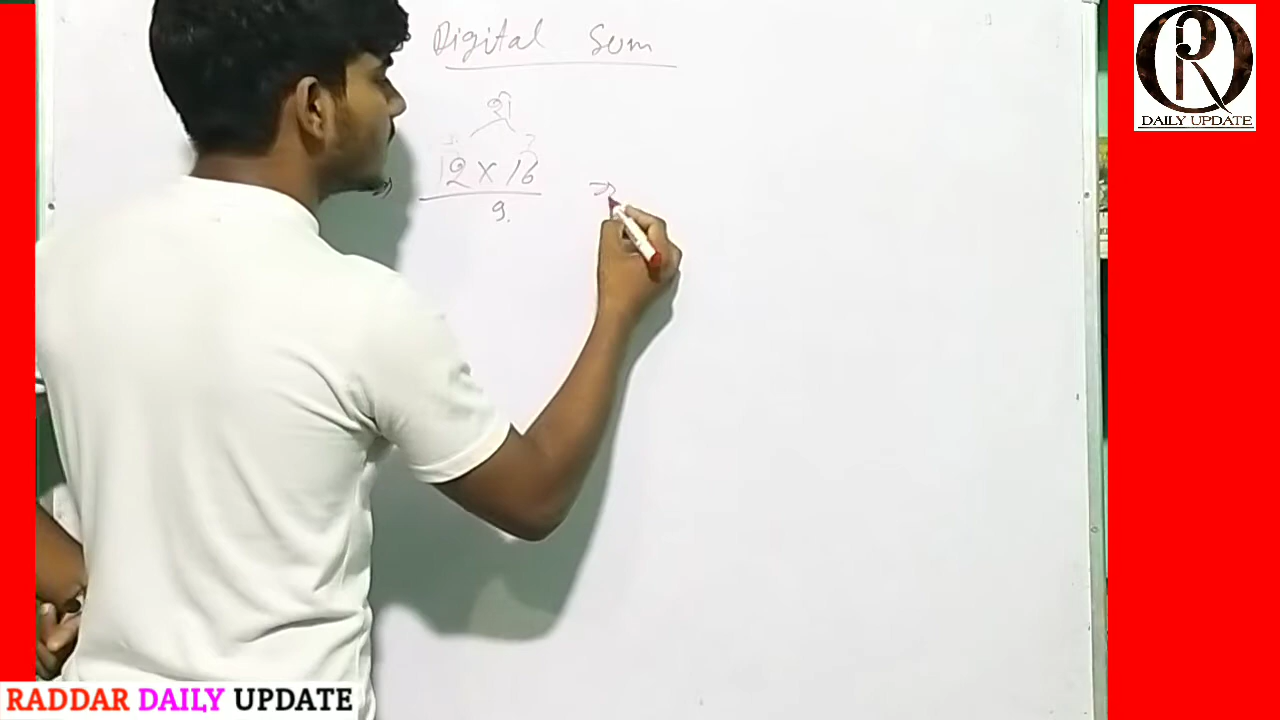 Digital Sum
12 × 16
9.
DAILY UPDATE
RADDAR DAILY UPDATE